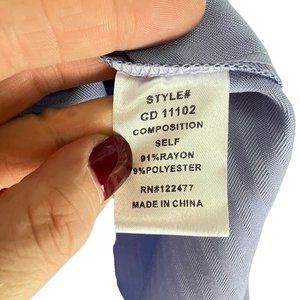 STYLE#
CD 11102
COMPOSITION
SELF
91%RAYON
9%POLYESTER
RN#122477
MADE IN CHINA